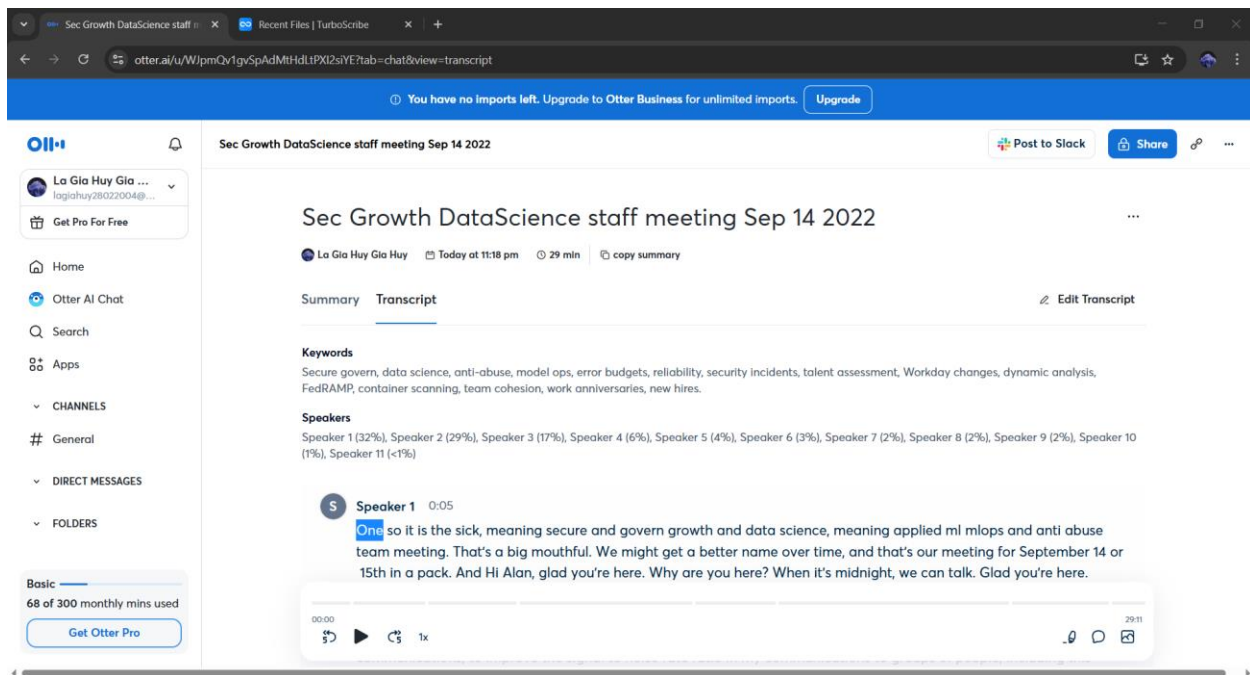 Sec Growth DataScience staff m
Recent Files | TurboScribe
otter.ai/u/WJpmQv1gvSpAdMtHdLtPXl2siYE?tab=chat&view=transcript
You have no imports left. Upgrade to Otter Business for unlimited imports.
Upgrade
Otter
Sec Growth DataScience staff meeting Sep 14 2022
Post to Slack
Share
La Gia Huy Gia ...
lagiahuy28022004@...
Get Pro For Free
Home
Otter AI Chat
Search
Apps
CHANNELS
# General
DIRECT MESSAGES
FOLDERS
Basic
68 of 300 monthly mins used
Get Otter Pro
Sec Growth DataScience staff meeting Sep 14 2022
La Gia Huy Gia Huy Today at 11:18 pm 29 min copy summary
Summary Transcript
Edit Transcript
Keywords
Secure govern, data science, anti-abuse, model ops, error budgets, reliability, security incidents, talent assessment, Workday changes, dynamic analysis,
FedRAMP, container scanning, team cohesion, work anniversaries, new hires.
Speakers
Speaker 1 (32%), Speaker 2 (29%), Speaker 3 (17%), Speaker 4 (6%), Speaker 5 (4%), Speaker 6 (3%), Speaker 7 (2%), Speaker 8 (2%), Speaker 9 (2%), Speaker 10
(1%), Speaker 11 (<1%)
S
Speaker 1 0:05
One so it is the sick, meaning secure and govern growth and data science, meaning applied ml mlops and anti abuse
team meeting. That's a big mouthful. We might get a better name over time, and that's our meeting for September 14 or
15th in a pack. And Hi Alan, glad you're here. Why are you here? When it's midnight, we can talk. Glad you're here.
00:00
29:11
5
5
1x